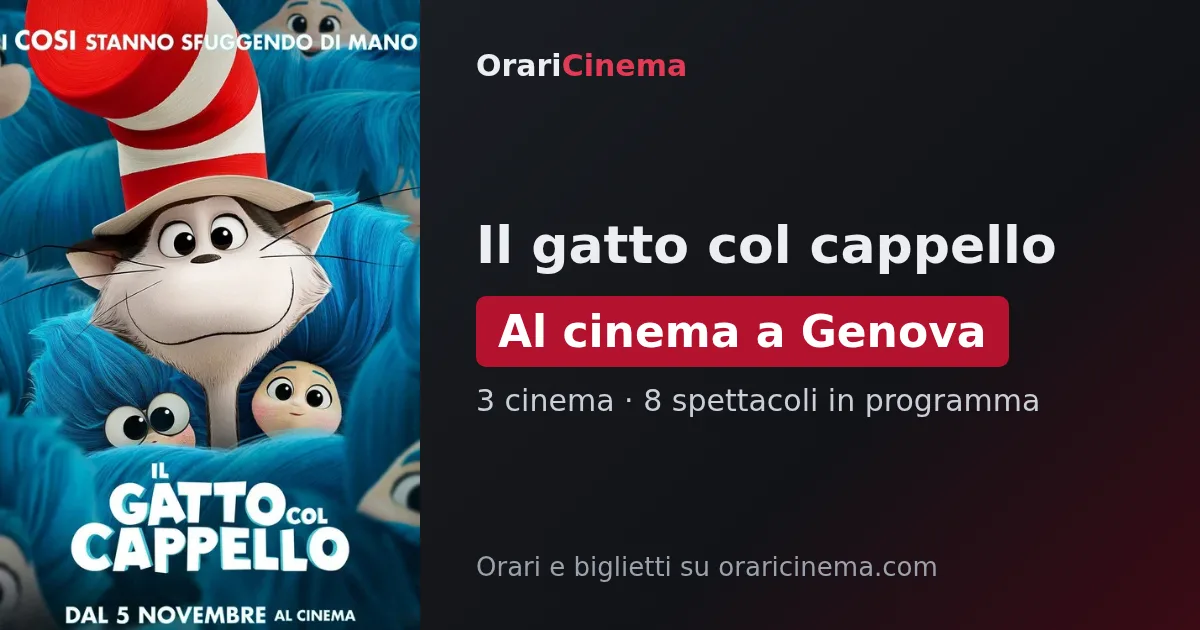 I COSI STANNO SFUGGENDO DI MANO
IL
GATTO COL
CAPPELLO
DAL 5 NOVEMBRE AL CINEMA
OrariCinema
Il gatto col cappello
Al cinema a Genova
3 cinema · 8 spettacoli in programma
Orari e biglietti su oraricinema.com